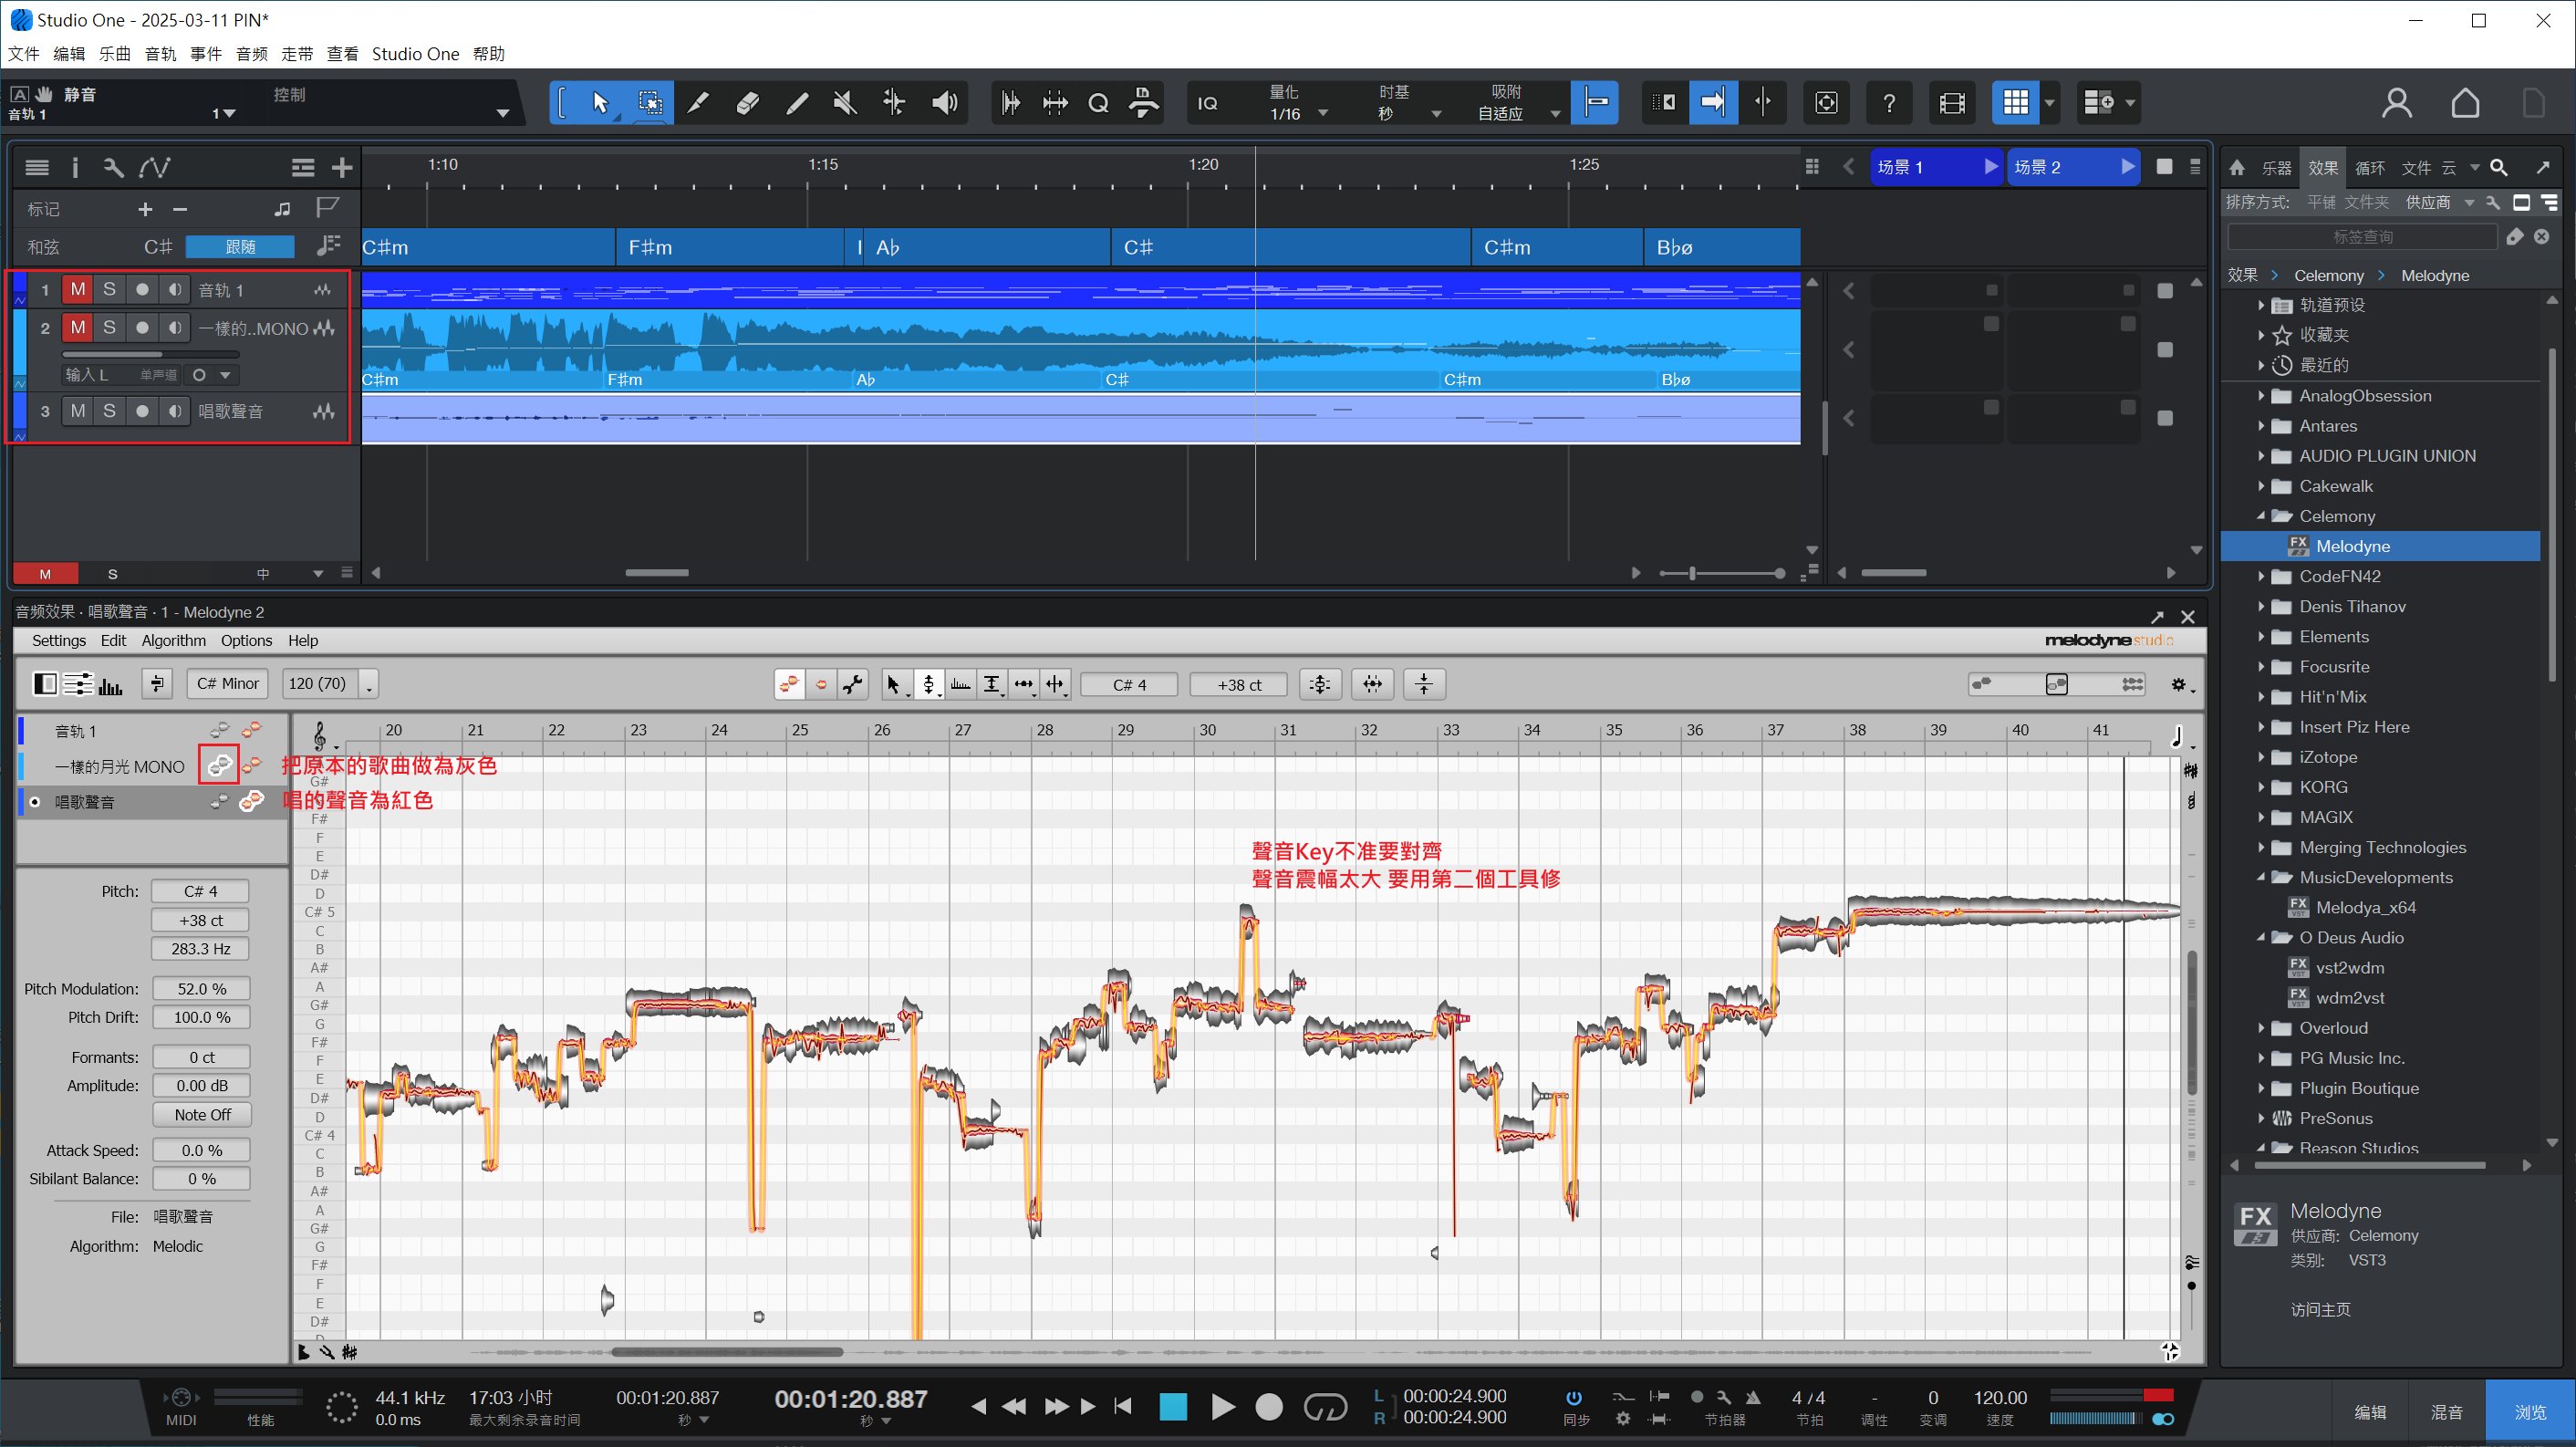 Studio One - 2025-03-11 PIN*
文件 编辑 乐曲 音轨 事件 音频 走带 查看 Studio One 帮助
静音 控制
音轨 1 1
IQ 量化 1/16 时基 秒 吸附 自适应
1:10 1:15 1:20 1:25 场景 1 场景 2
乐器 效果 循环 文件 云
标记
排序方式: 平铺 文件夹 供应商
标签查询
和弦 C♯ 跟随 C♯m F♯m A♭ C♯ C♯m B♭ø
效果 > Celemony > Melodyne
1 M S 音轨 1
2 M S 一樣的..MONO
输入 L 单声道
C♯m F♯m A♭ C♯ C♯m B♭ø
3 M S 唱歌聲音
M S 中
轨道预设
收藏夹
最近的
AnalogObsession
Antares
AUDIO PLUGIN UNION
Cakewalk
Celemony
Melodyne
CodeFN42
Denis Tihanov
Elements
Focusrite
Hit'n'Mix
Insert Piz Here
iZotope
KORG
MAGIX
Merging Technologies
MusicDevelopments
Melodya_x64
O Deus Audio
vst2wdm
wdm2vst
Overloud
PG Music Inc.
Plugin Boutique
PreSonus
Reason Studios
FX Melodyne
供应商: Celemony
类别: VST3
访问主页
音频效果 · 唱歌聲音 · 1 - Melodyne 2
Settings Edit Algorithm Options Help melodyne studio
C# Minor 120 (70) C# 4 +38 ct
20 21 22 23 24 25 26 27 28 29 30 31 32 33 34 35 36 37 38 39 40 41
音轨 1
一樣的月光 MONO
唱歌聲音
把原本的歌曲做為灰色
唱的聲音為紅色
聲音Key不准要對齊
聲音震幅太大 要用第二個工具修
G#
F#
F
E
D#
D
C# 5
C
B
A#
A
G#
G
F#
F
E
D#
D
C# 4
C
B
A#
A
G#
G
F#
F
E
D#
D
Pitch: C# 4
+38 ct
283.3 Hz
Pitch Modulation: 52.0 %
Pitch Drift: 100.0 %
Formants: 0 ct
Amplitude: 0.00 dB
Note Off
Attack Speed: 0.0 %
Sibilant Balance: 0 %
File: 唱歌聲音
Algorithm: Melodic
MIDI 性能
44.1 kHz
0.0 ms
17:03 小时
最大剩余录音时间
00:01:20.887
秒
00:01:20.887
秒
L 00:00:24.900
R 00:00:24.900
同步 节拍器
4 / 4
节拍
-
调性
0
变调
120.00
速度
编辑 混音 浏览